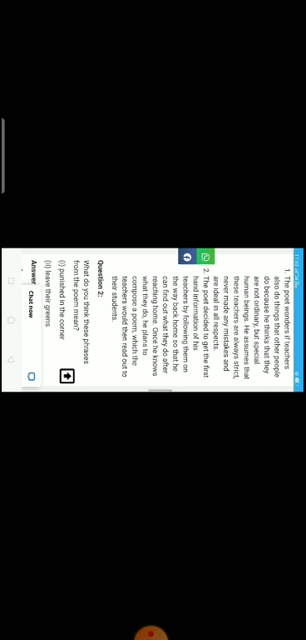 1. The poet wonders if teachers
also do things that other people
do because he thinks that they
are not ordinary, but special
human beings. He assumes that
these teachers are always strict,
never made any mistakes and
are ideal in all respects.
2. The poet decided to get the first
hand information of his
teachers by following them on
the way back home so that he
can find out what they do after
reaching home. Once he knows
what they do, he plans to
compose a poem, which the
teachers would then read out to
their students.
Question 2:
What do you think these phrases
from the poem mean?
(i) punished in the corner
(ii) leave their greens
Answer
Chat now